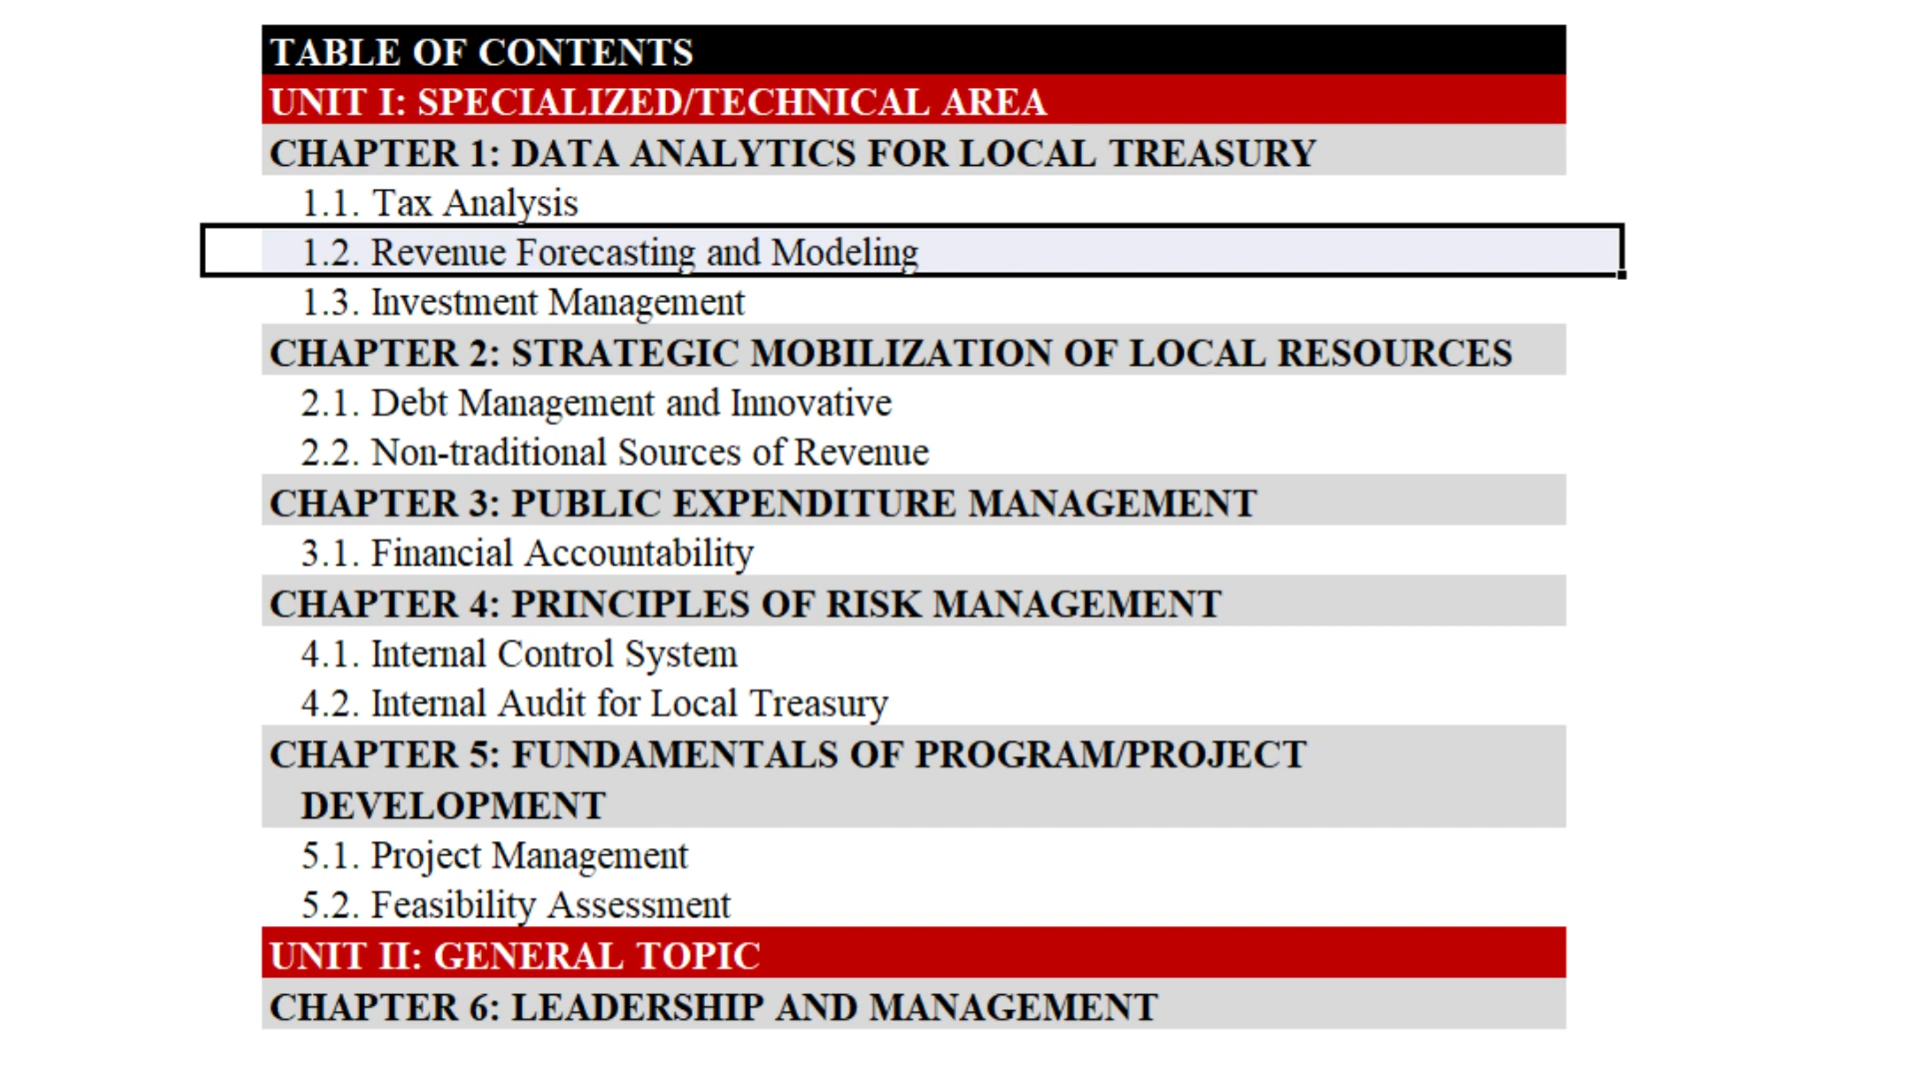 TABLE OF CONTENTS
UNIT I: SPECIALIZED/TECHNICAL AREA
CHAPTER 1: DATA ANALYTICS FOR LOCAL TREASURY
1.1. Tax Analysis
1.2. Revenue Forecasting and Modeling
1.3. Investment Management
CHAPTER 2: STRATEGIC MOBILIZATION OF LOCAL RESOURCES
2.1. Debt Management and Innovative
2.2. Non-traditional Sources of Revenue
CHAPTER 3: PUBLIC EXPENDITURE MANAGEMENT
3.1. Financial Accountability
CHAPTER 4: PRINCIPLES OF RISK MANAGEMENT
4.1. Internal Control System
4.2. Internal Audit for Local Treasury
CHAPTER 5: FUNDAMENTALS OF PROGRAM/PROJECT
DEVELOPMENT
5.1. Project Management
5.2. Feasibility Assessment
UNIT II: GENERAL TOPIC
CHAPTER 6: LEADERSHIP AND MANAGEMENT